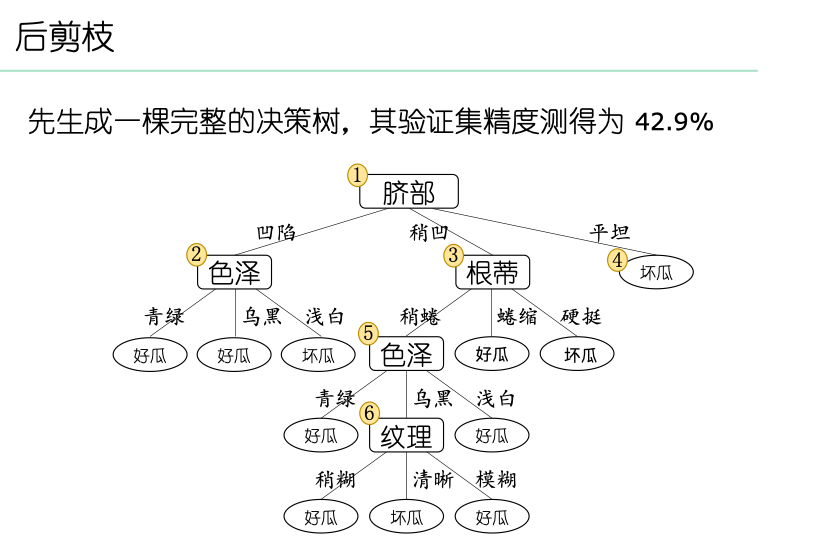 后剪枝
先生成一棵完整的决策树，其验证集精度测得为 42.9%
1
脐部
凹陷 稍凹 平坦
2 3 4
色泽 根蒂 坏瓜
青绿 乌黑 浅白 稍蜷 蜷缩 硬挺
5
好瓜 好瓜 坏瓜 色泽 好瓜 坏瓜
青绿 乌黑 浅白
6
好瓜 纹理 好瓜
稍糊 清晰 模糊
好瓜 坏瓜 好瓜